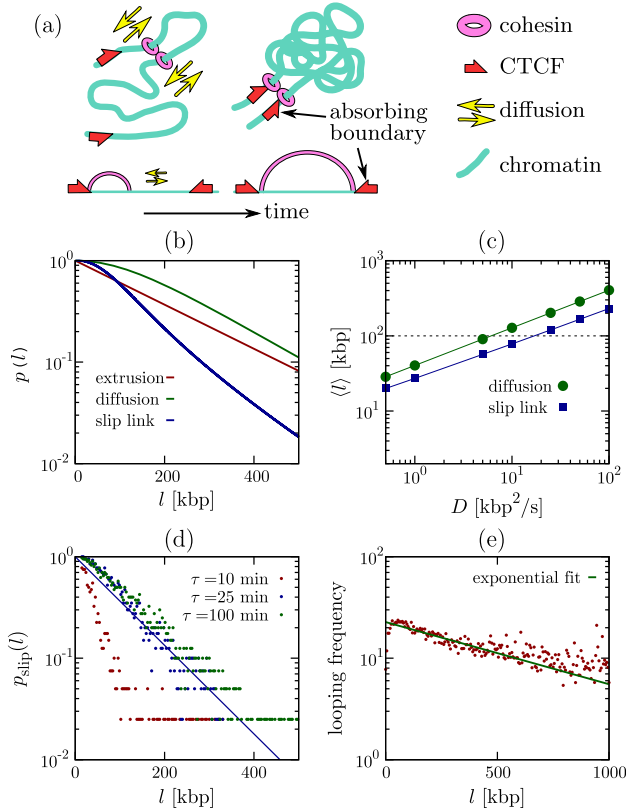 (a)
cohesin
CTCF
diffusion
chromatin
absorbing
boundary
time
(b)
10^0
10^-1
10^-2
p (l)
extrusion
diffusion
slip link
0
200
400
l [kbp]
(c)
10^3
10^2
10^1
⟨l⟩ [kbp]
diffusion
slip link
10^0
10^1
10^2
D [kbp^2/s]
(d)
10^0
10^-1
10^-2
p_slip(l)
τ =10 min
τ =25 min
τ =100 min
0
200
400
l [kbp]
(e)
10^2
10^1
10^0
looping frequency
exponential fit
0
500
1000
l [kbp]